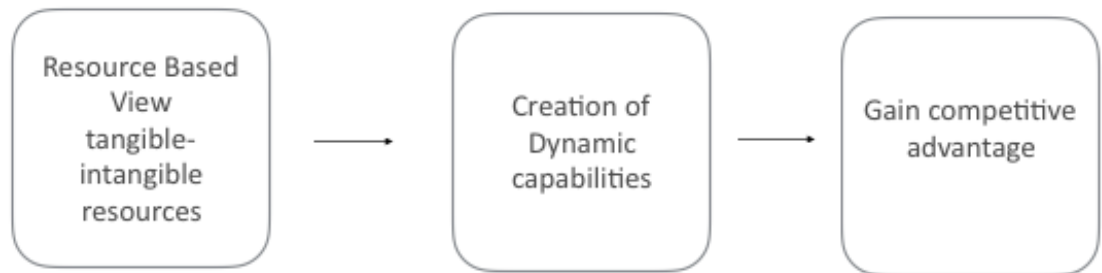 Resource Based
View
tangible-
intangible
resources
Creation of
Dynamic
capabilities
Gain competitive
advantage